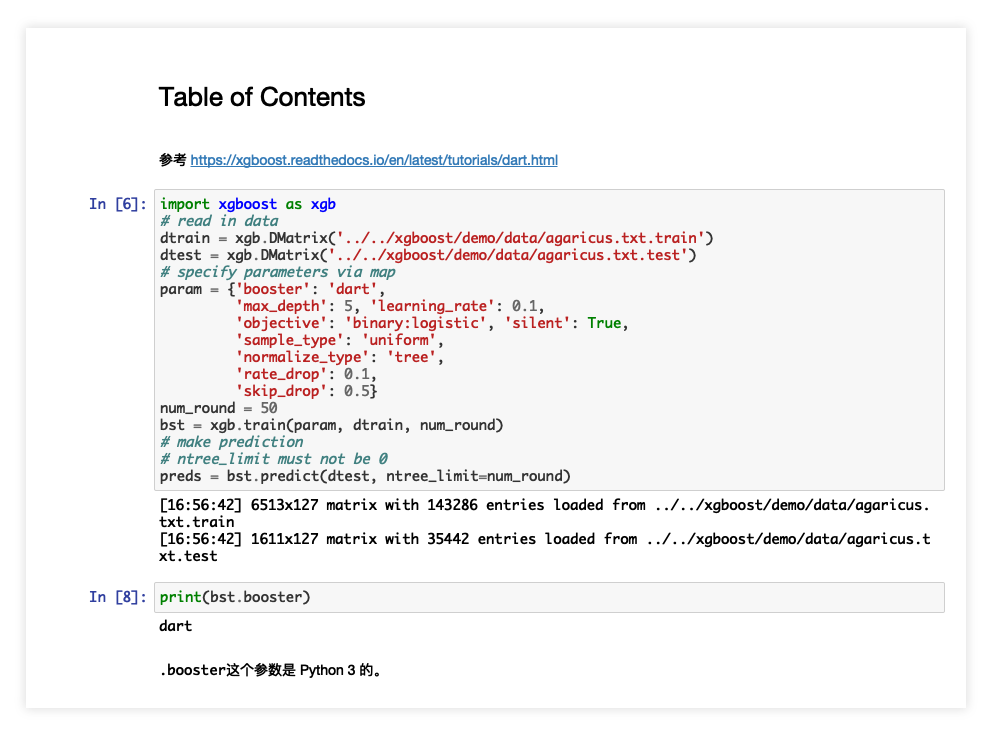 Table of Contents
参考 https://xgboost.readthedocs.io/en/latest/tutorials/dart.html
In [6]: import xgboost as xgb
# read in data
dtrain = xgb.DMatrix('../../xgboost/demo/data/agaricus.txt.train')
dtest = xgb.DMatrix('../../xgboost/demo/data/agaricus.txt.test')
# specify parameters via map
param = {'booster': 'dart',
         'max_depth': 5, 'learning_rate': 0.1,
         'objective': 'binary:logistic', 'silent': True,
         'sample_type': 'uniform',
         'normalize_type': 'tree',
         'rate_drop': 0.1,
         'skip_drop': 0.5}
num_round = 50
bst = xgb.train(param, dtrain, num_round)
# make prediction
# ntree_limit must not be 0
preds = bst.predict(dtest, ntree_limit=num_round)
[16:56:42] 6513x127 matrix with 143286 entries loaded from ../../xgboost/demo/data/agaricus.
txt.train
[16:56:42] 1611x127 matrix with 35442 entries loaded from ../../xgboost/demo/data/agaricus.t
xt.test
In [8]: print(bst.booster)
dart
.booster这个参数是 Python 3 的。